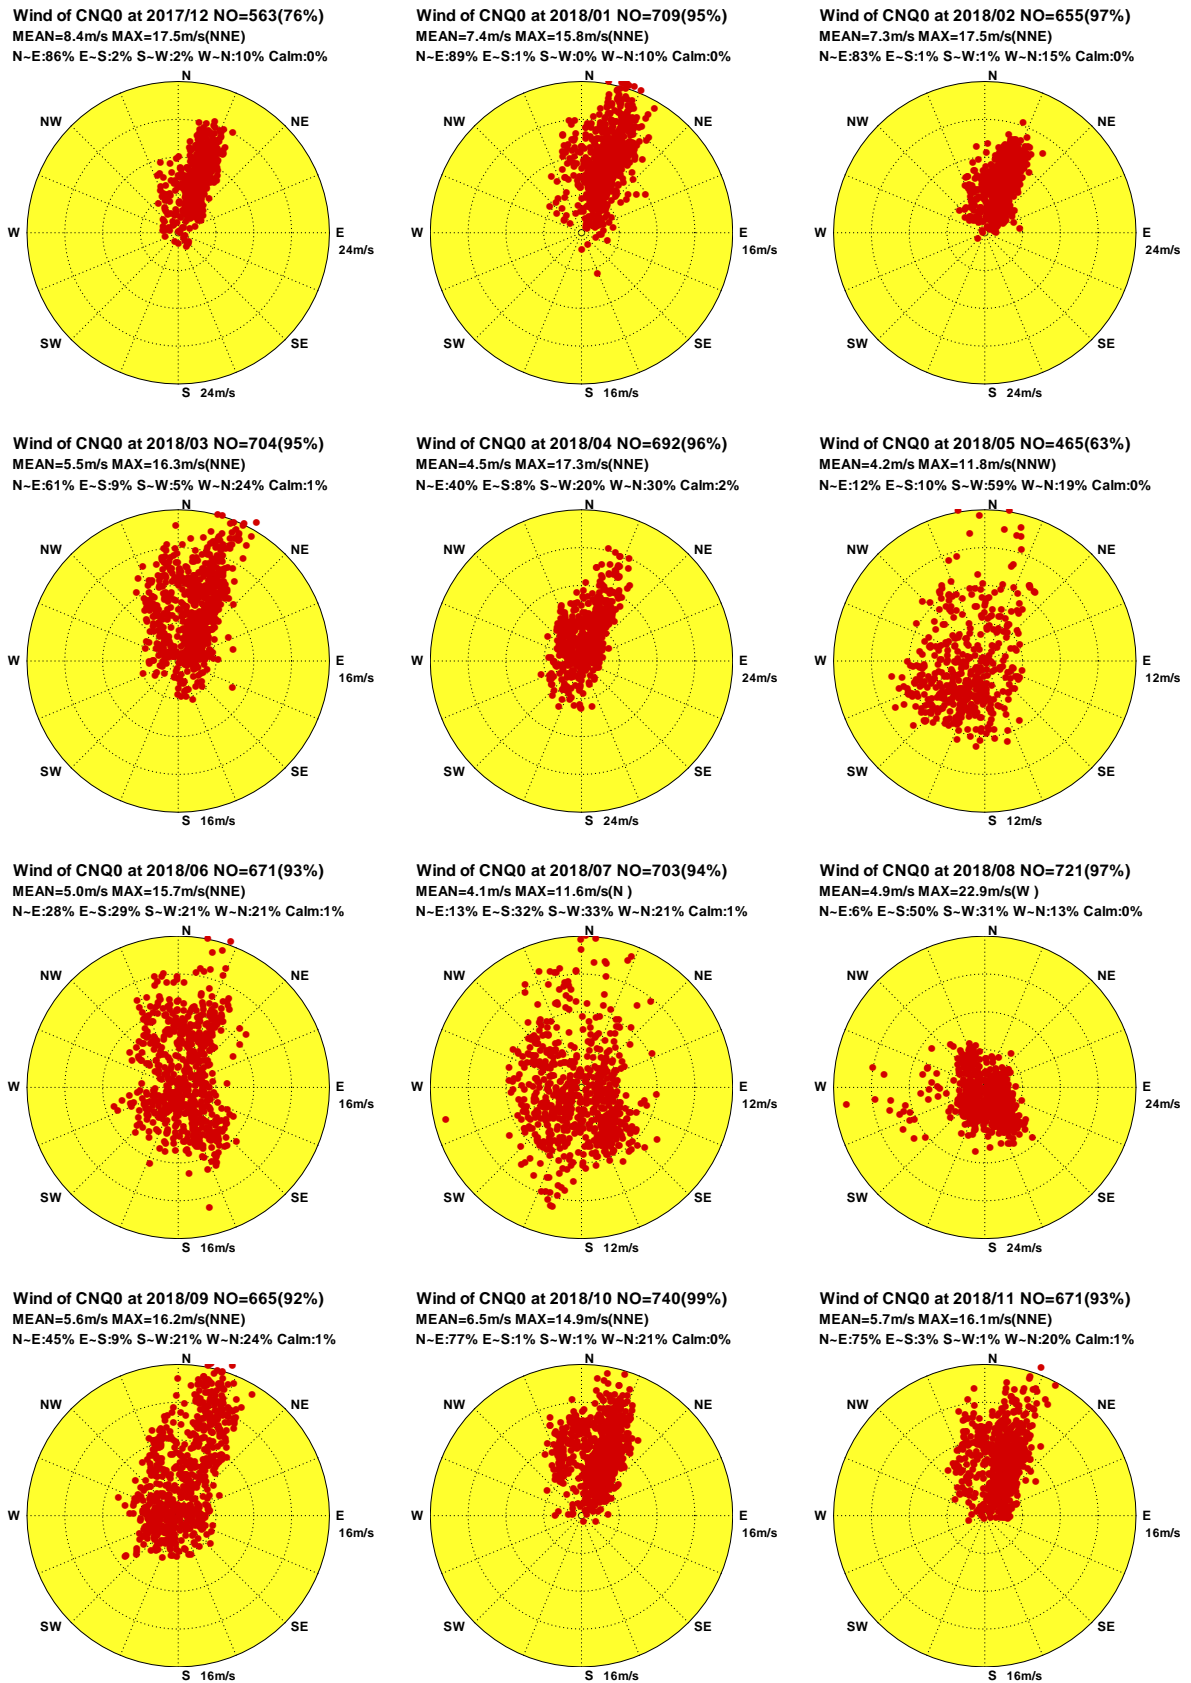 Wind of CNQ0 at 2017/12 NO=563(76%)
MEAN=8.4m/s MAX=17.5m/s(NNE)
N~E:86% E~S:2% S~W:2% W~N:10% Calm:0%
N
NW
NE
W
E
24m/s
SW
SE
S 24m/s
Wind of CNQ0 at 2018/01 NO=709(95%)
MEAN=7.4m/s MAX=15.8m/s(NNE)
N~E:89% E~S:1% S~W:0% W~N:10% Calm:0%
N
NW
NE
W
E
16m/s
SW
SE
S 16m/s
Wind of CNQ0 at 2018/02 NO=655(97%)
MEAN=7.3m/s MAX=17.5m/s(NNE)
N~E:83% E~S:1% S~W:1% W~N:15% Calm:0%
N
NW
NE
W
E
24m/s
SW
SE
S 24m/s
Wind of CNQ0 at 2018/03 NO=704(95%)
MEAN=5.5m/s MAX=16.3m/s(NNE)
N~E:61% E~S:9% S~W:5% W~N:24% Calm:1%
N
NW
NE
W
E
16m/s
SW
SE
S 16m/s
Wind of CNQ0 at 2018/04 NO=692(96%)
MEAN=4.5m/s MAX=17.3m/s(NNE)
N~E:40% E~S:8% S~W:20% W~N:30% Calm:2%
N
NW
NE
W
E
24m/s
SW
SE
S 24m/s
Wind of CNQ0 at 2018/05 NO=465(63%)
MEAN=4.2m/s MAX=11.8m/s(NNW)
N~E:12% E~S:10% S~W:59% W~N:19% Calm:0%
N
NW
NE
W
E
12m/s
SW
SE
S 12m/s
Wind of CNQ0 at 2018/06 NO=671(93%)
MEAN=5.0m/s MAX=15.7m/s(NNE)
N~E:28% E~S:29% S~W:21% W~N:21% Calm:1%
N
NW
NE
W
E
16m/s
SW
SE
S 16m/s
Wind of CNQ0 at 2018/07 NO=703(94%)
MEAN=4.1m/s MAX=11.6m/s(N )
N~E:13% E~S:32% S~W:33% W~N:21% Calm:1%
N
NW
NE
W
E
12m/s
SW
SE
S 12m/s
Wind of CNQ0 at 2018/08 NO=721(97%)
MEAN=4.9m/s MAX=22.9m/s(W )
N~E:6% E~S:50% S~W:31% W~N:13% Calm:0%
N
NW
NE
W
E
24m/s
SW
SE
S 24m/s
Wind of CNQ0 at 2018/09 NO=665(92%)
MEAN=5.6m/s MAX=16.2m/s(NNE)
N~E:45% E~S:9% S~W:21% W~N:24% Calm:1%
N
NW
NE
W
E
16m/s
SW
SE
S 16m/s
Wind of CNQ0 at 2018/10 NO=740(99%)
MEAN=6.5m/s MAX=14.9m/s(NNE)
N~E:77% E~S:1% S~W:1% W~N:21% Calm:0%
N
NW
NE
W
E
16m/s
SW
SE
S 16m/s
Wind of CNQ0 at 2018/11 NO=671(93%)
MEAN=5.7m/s MAX=16.1m/s(NNE)
N~E:75% E~S:3% S~W:1% W~N:20% Calm:1%
N
NW
NE
W
E
16m/s
SW
SE
S 16m/s